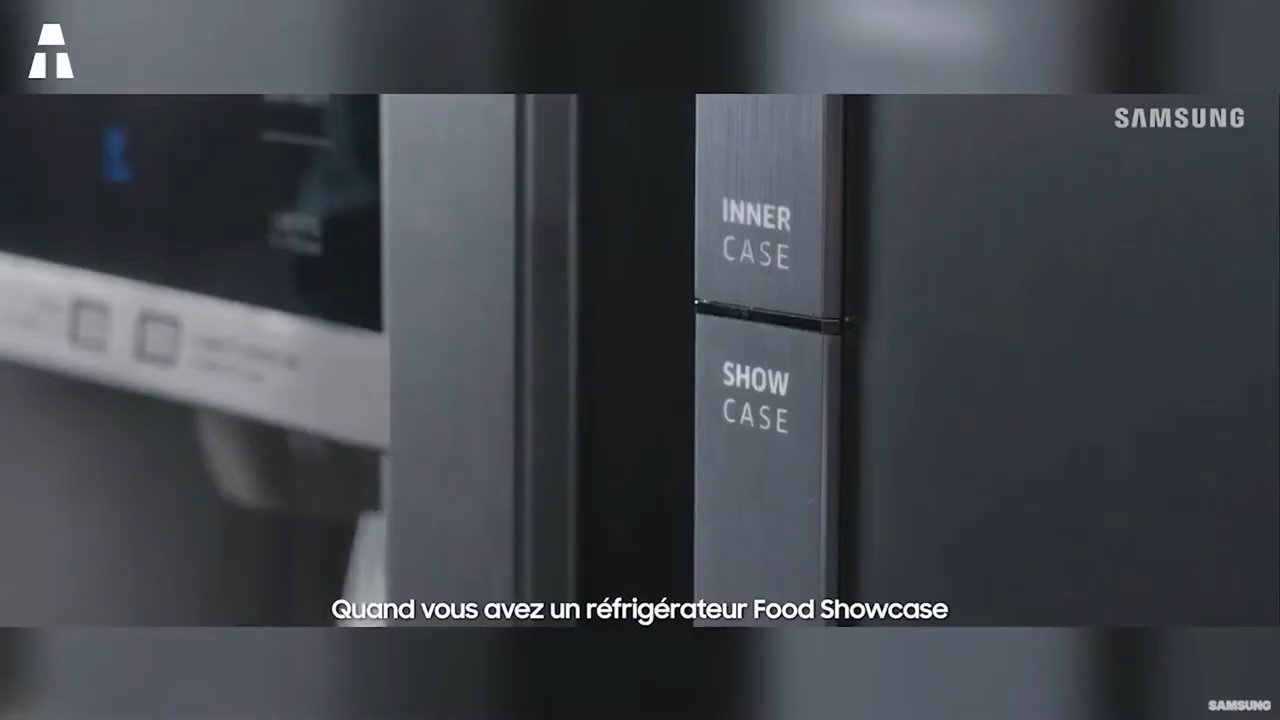 SAMSUNG
INNER
CASE
SHOW
CASE
Quand vous avez un réfrigérateur Food Showcase
SAMSUNG